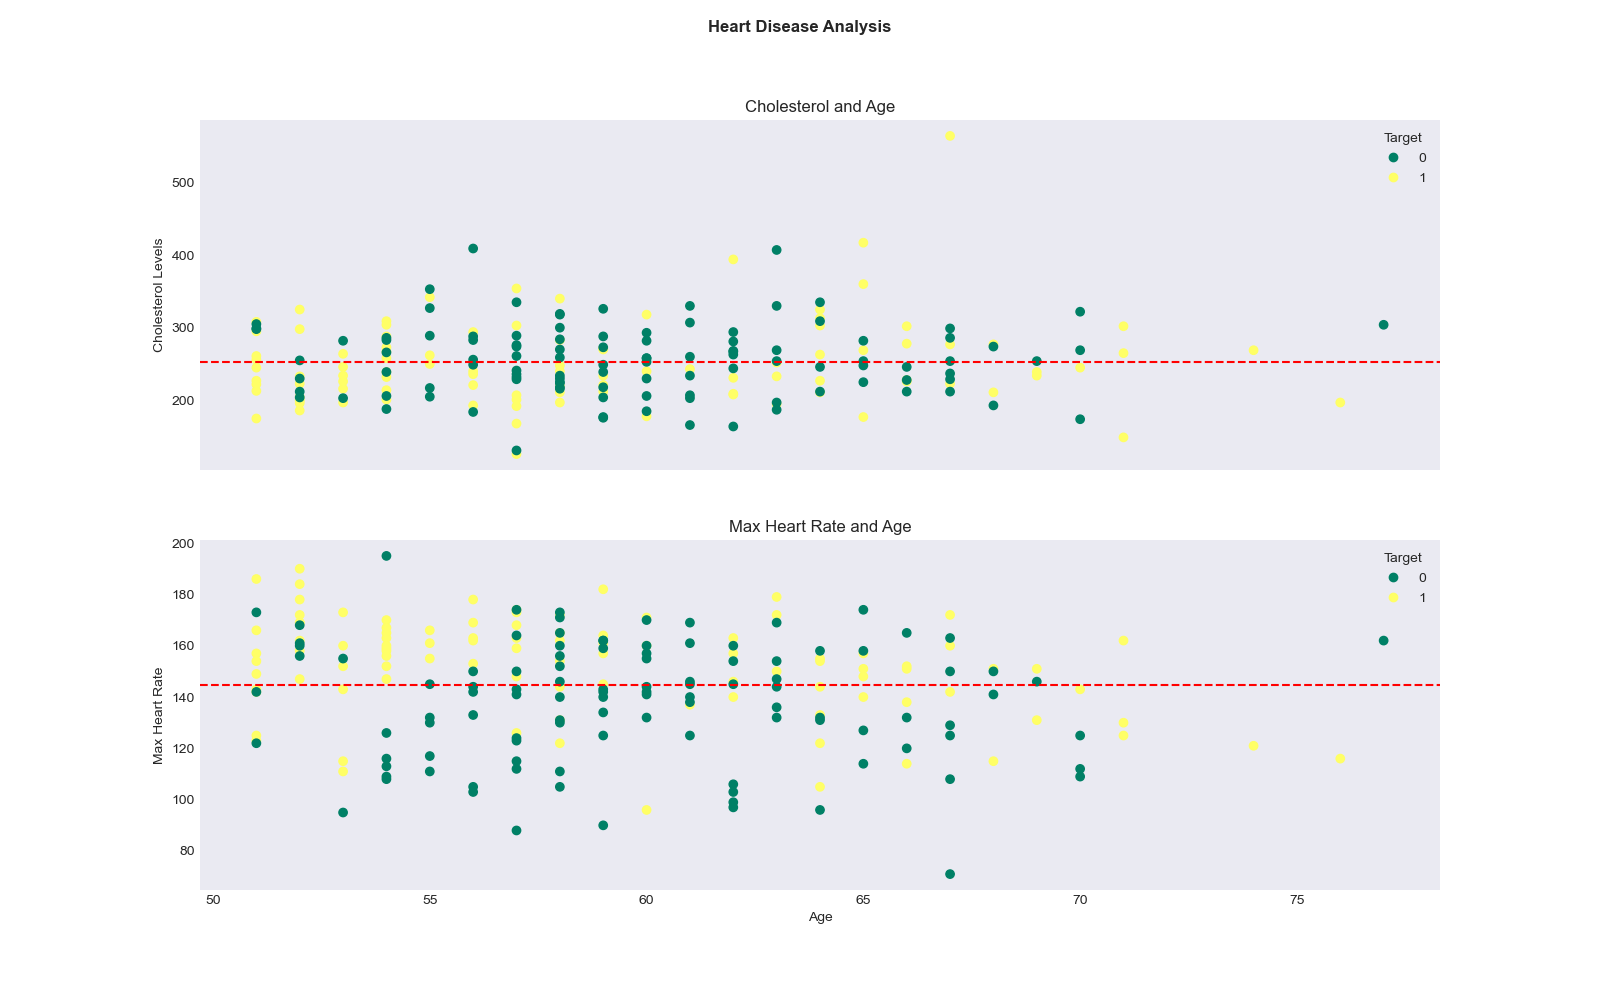 Heart Disease Analysis
Cholesterol and Age
Cholesterol Levels
500
400
300
200
Target
0
1
Max Heart Rate and Age
Max Heart Rate
200
180
160
140
120
100
80
Target
0
1
50 55 60 65 70 75
Age